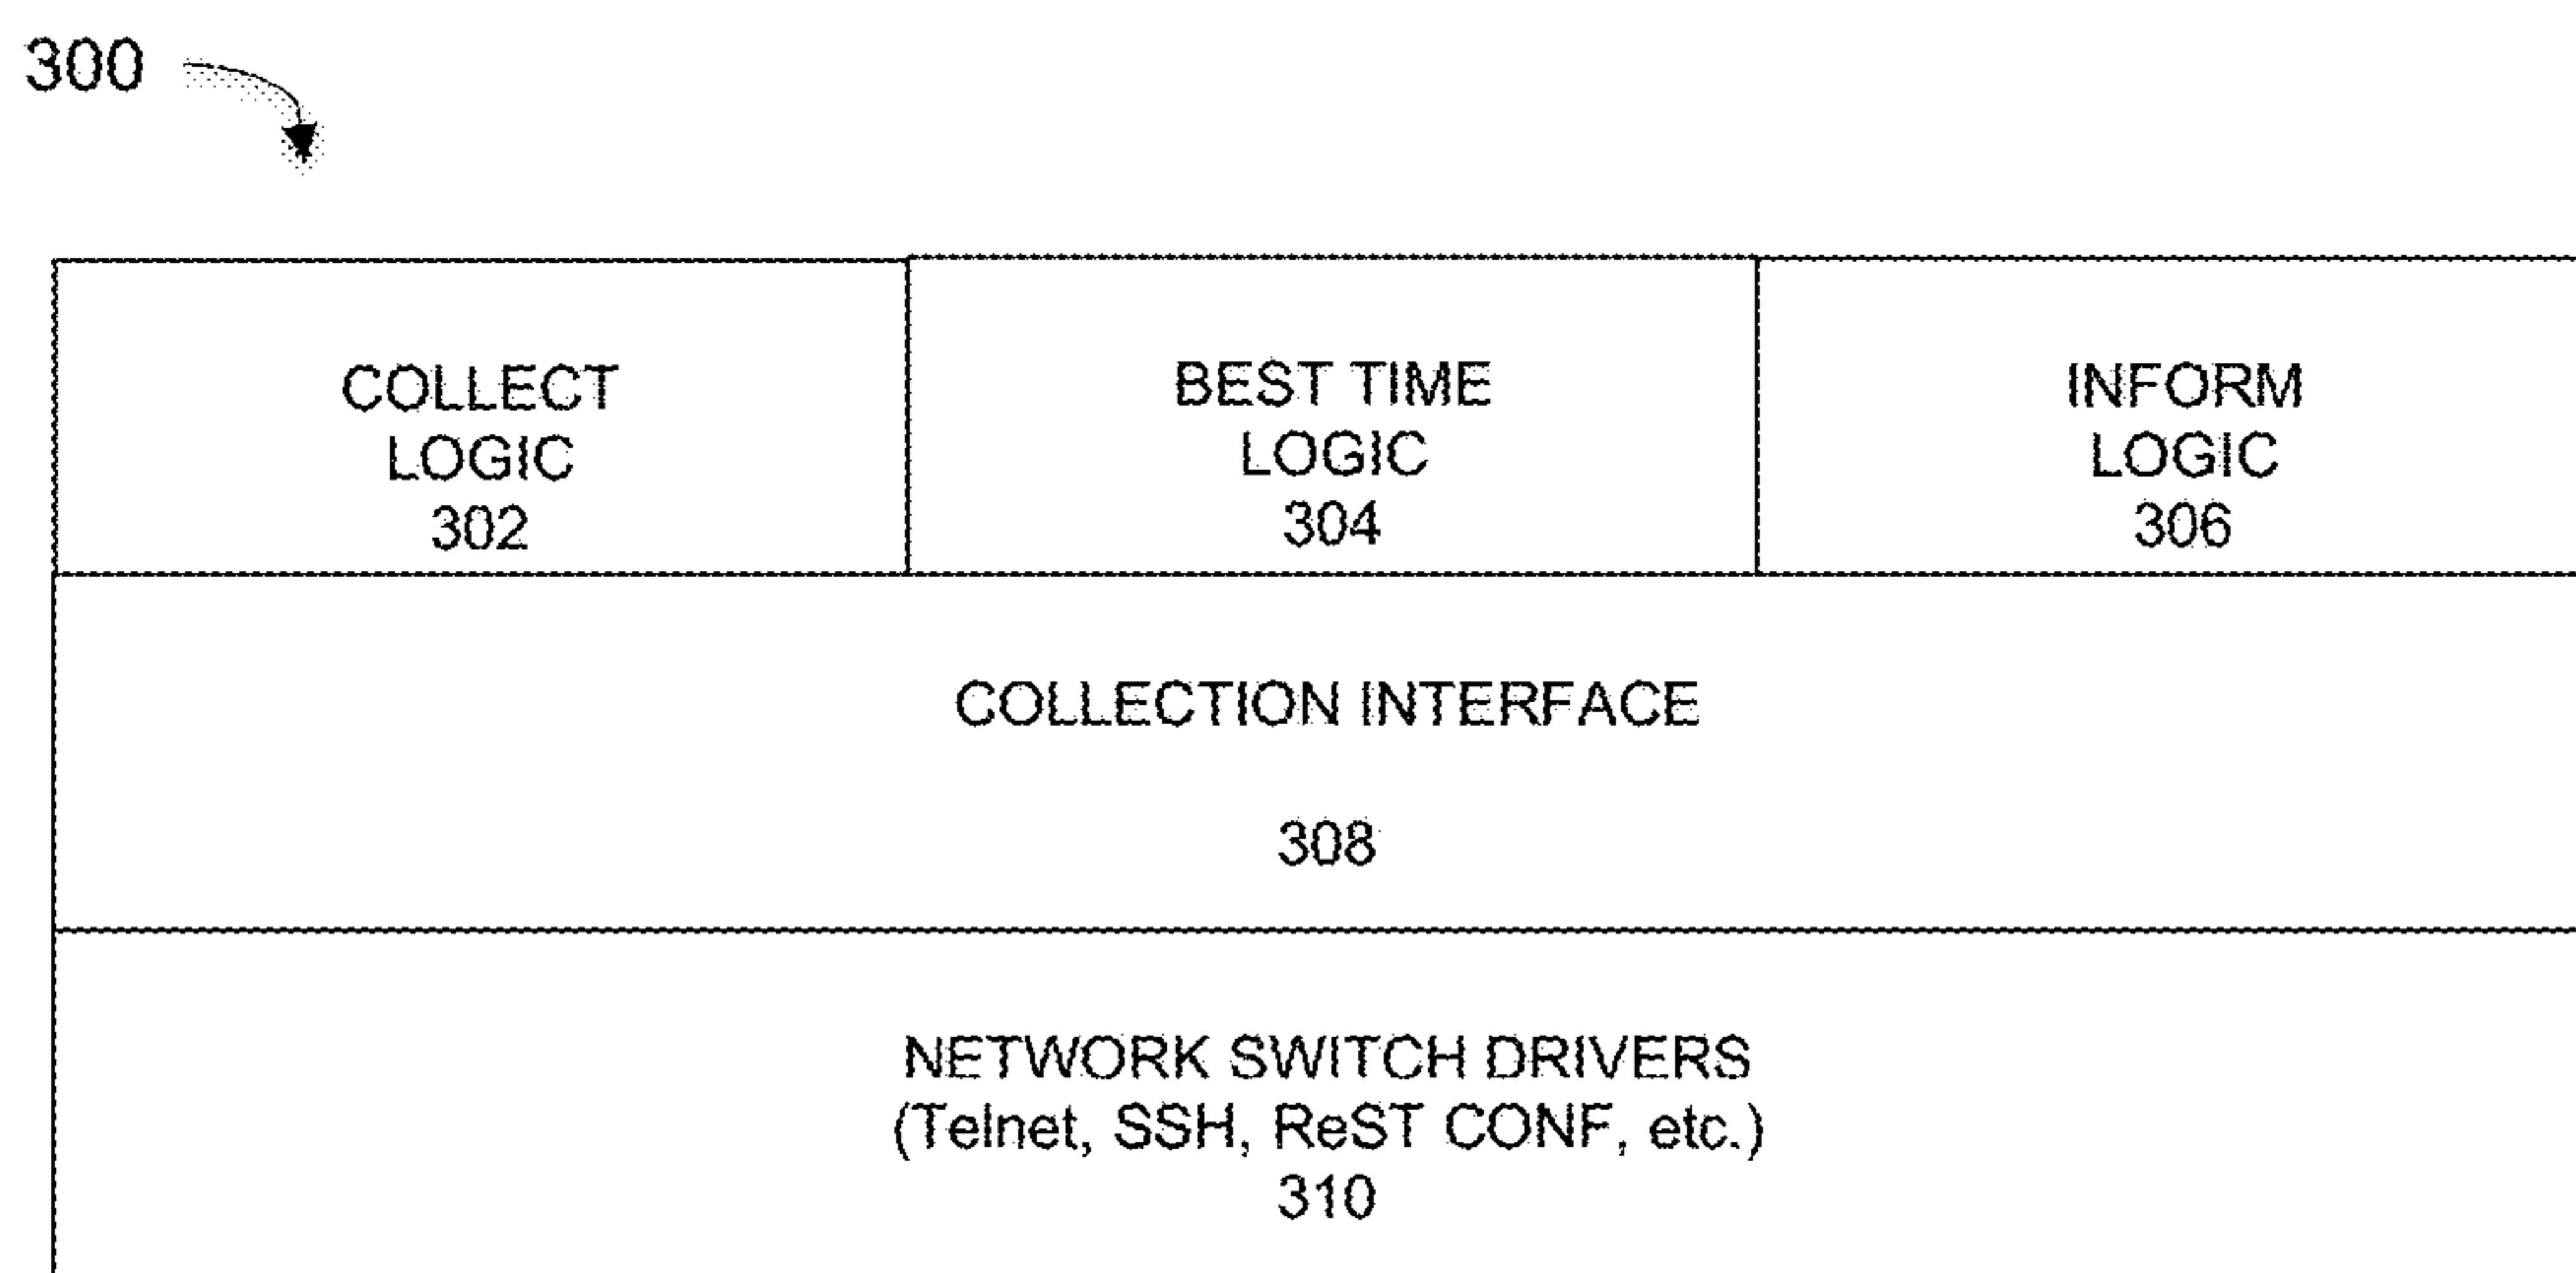 300
COLLECT
LOGIC
302
BEST TIME
LOGIC
304
INFORM
LOGIC
306
COLLECTION INTERFACE
308
NETWORK SWITCH DRIVERS
(Telnet, SSH, ReST CONF, etc.)
310